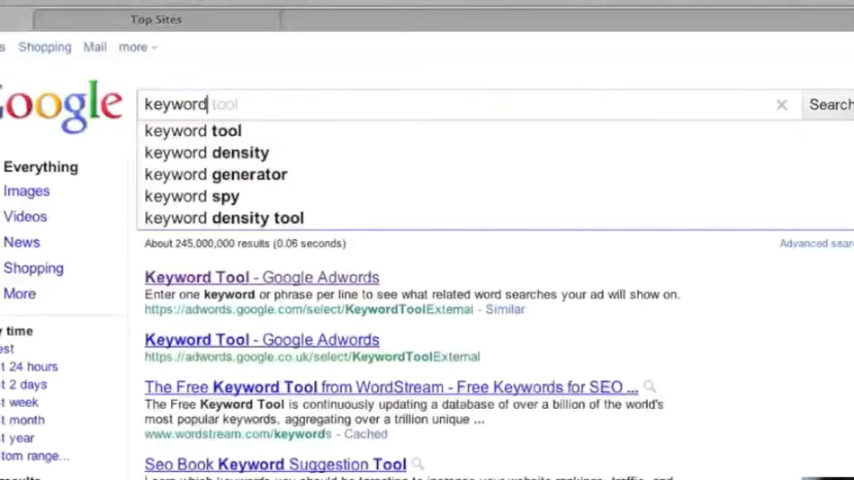 Top Sites
Shopping Mail more
Google
keyword tool
Search
keyword tool
keyword density
keyword generator
keyword spy
keyword density tool
Everything
Images
Videos
News
Shopping
More
About 245,000,000 results (0.06 seconds)
Keyword Tool - Google Adwords
Enter one keyword or phrase per line to see what related word searches your ad will show on.
https://adwords.google.com/select/KeywordToolExternal - Similar
Keyword Tool - Google Adwords
https://adwords.google.co.uk/select/KeywordToolExternal
The Free Keyword Tool from WordStream - Free Keywords for SEO ...
The Free Keyword Tool is continuously updating a database of over a billion of the world's
most popular keywords, aggregating over a trillion unique ...
www.wordstream.com/keywords - Cached
Seo Book Keyword Suggestion Tool
Advanced sear
y time
t 24 hours
t 2 days
t week
t month
t year
tom range...